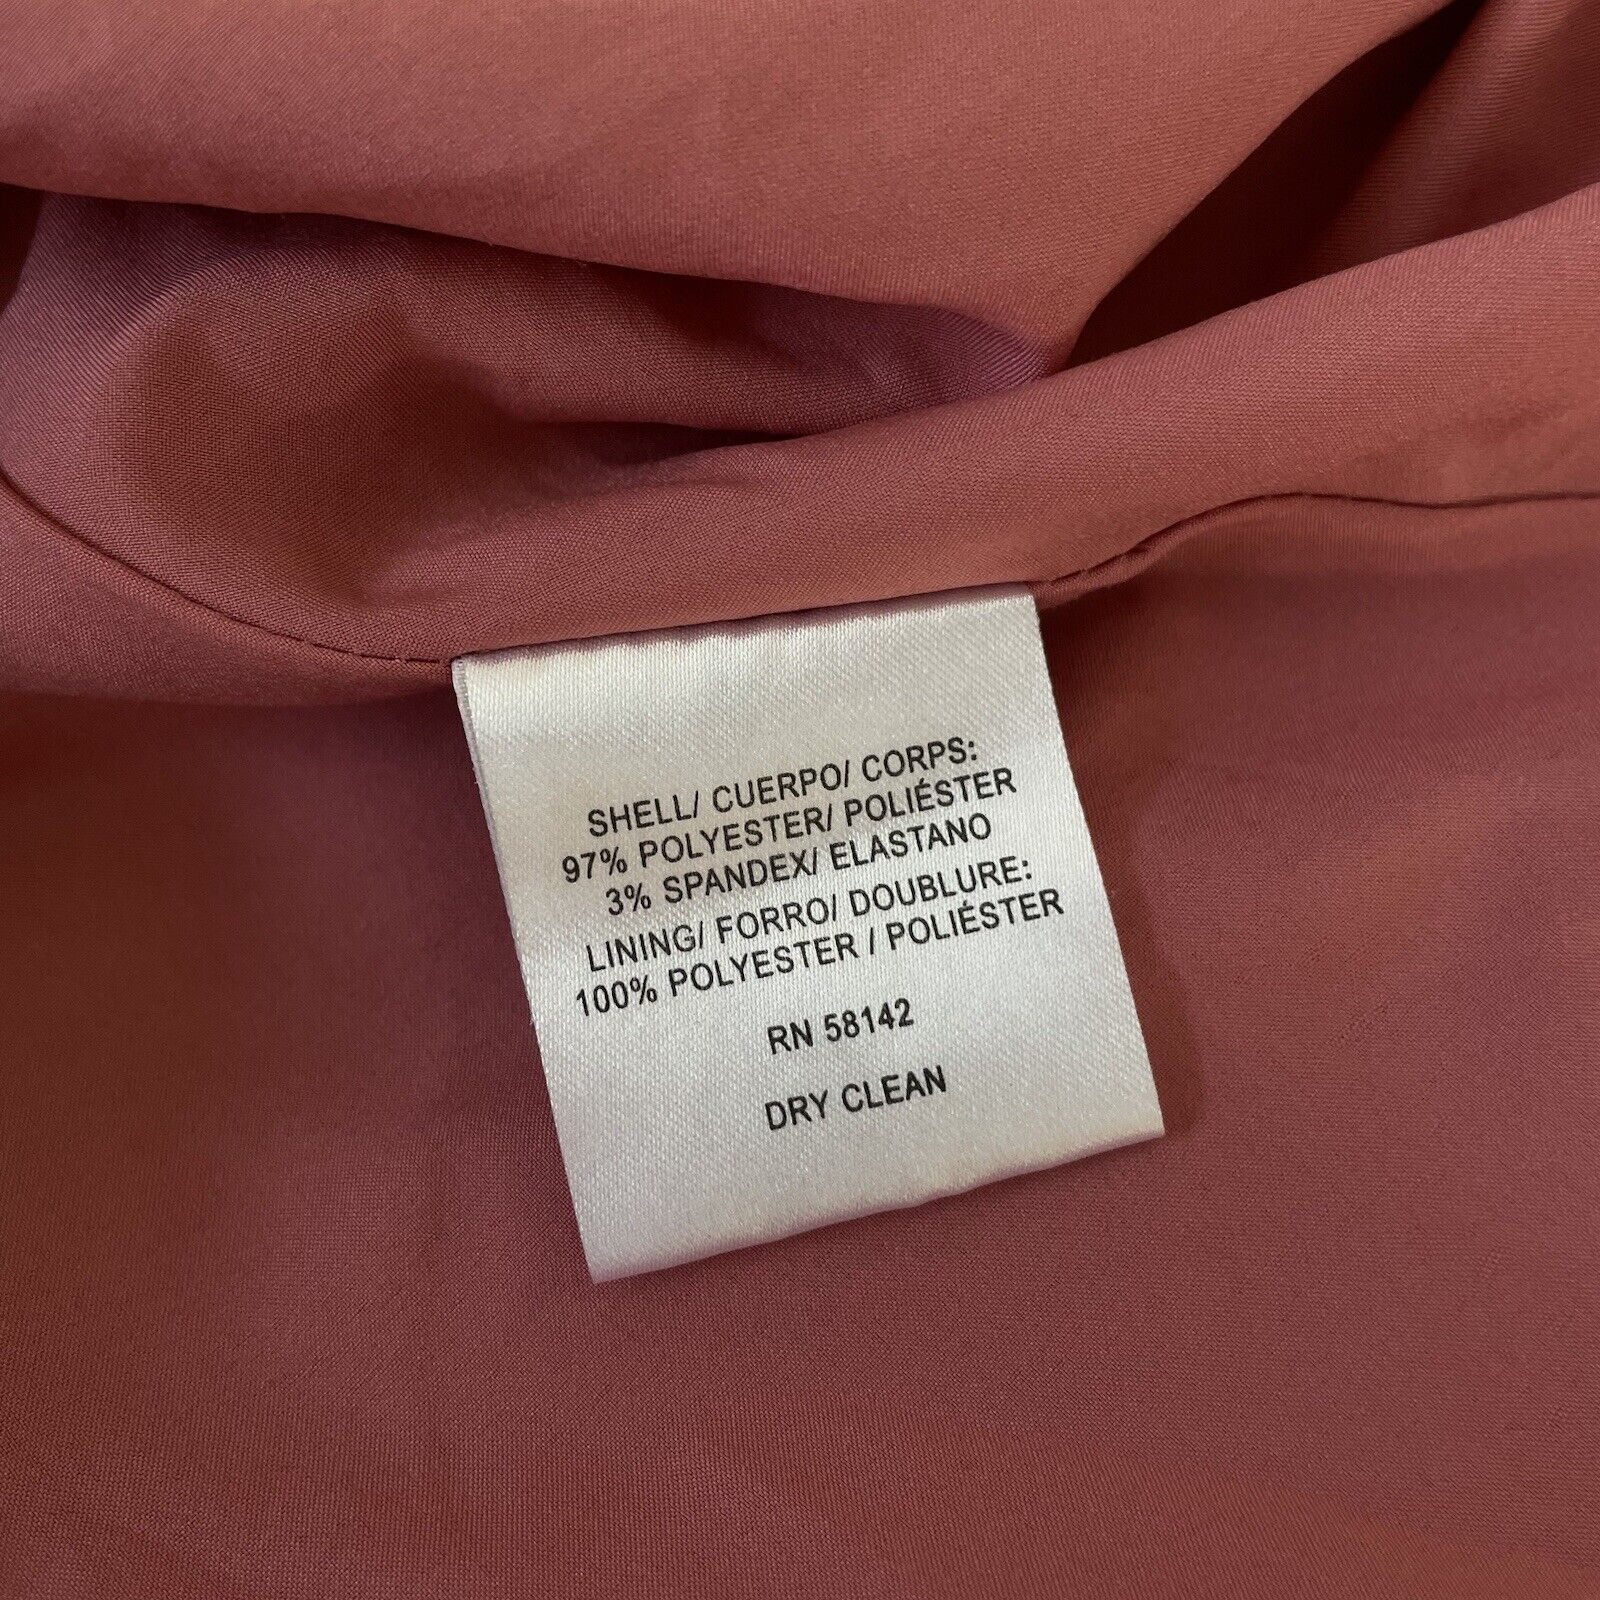 SHELL/ CUERPO/ CORPS:
97% POLYESTER/ POLIÉSTER
3% SPANDEX/ ELASTANO
LINING/ FORRO/ DOUBLURE:
100% POLYESTER / POLIÉSTER
RN 58142
DRY CLEAN